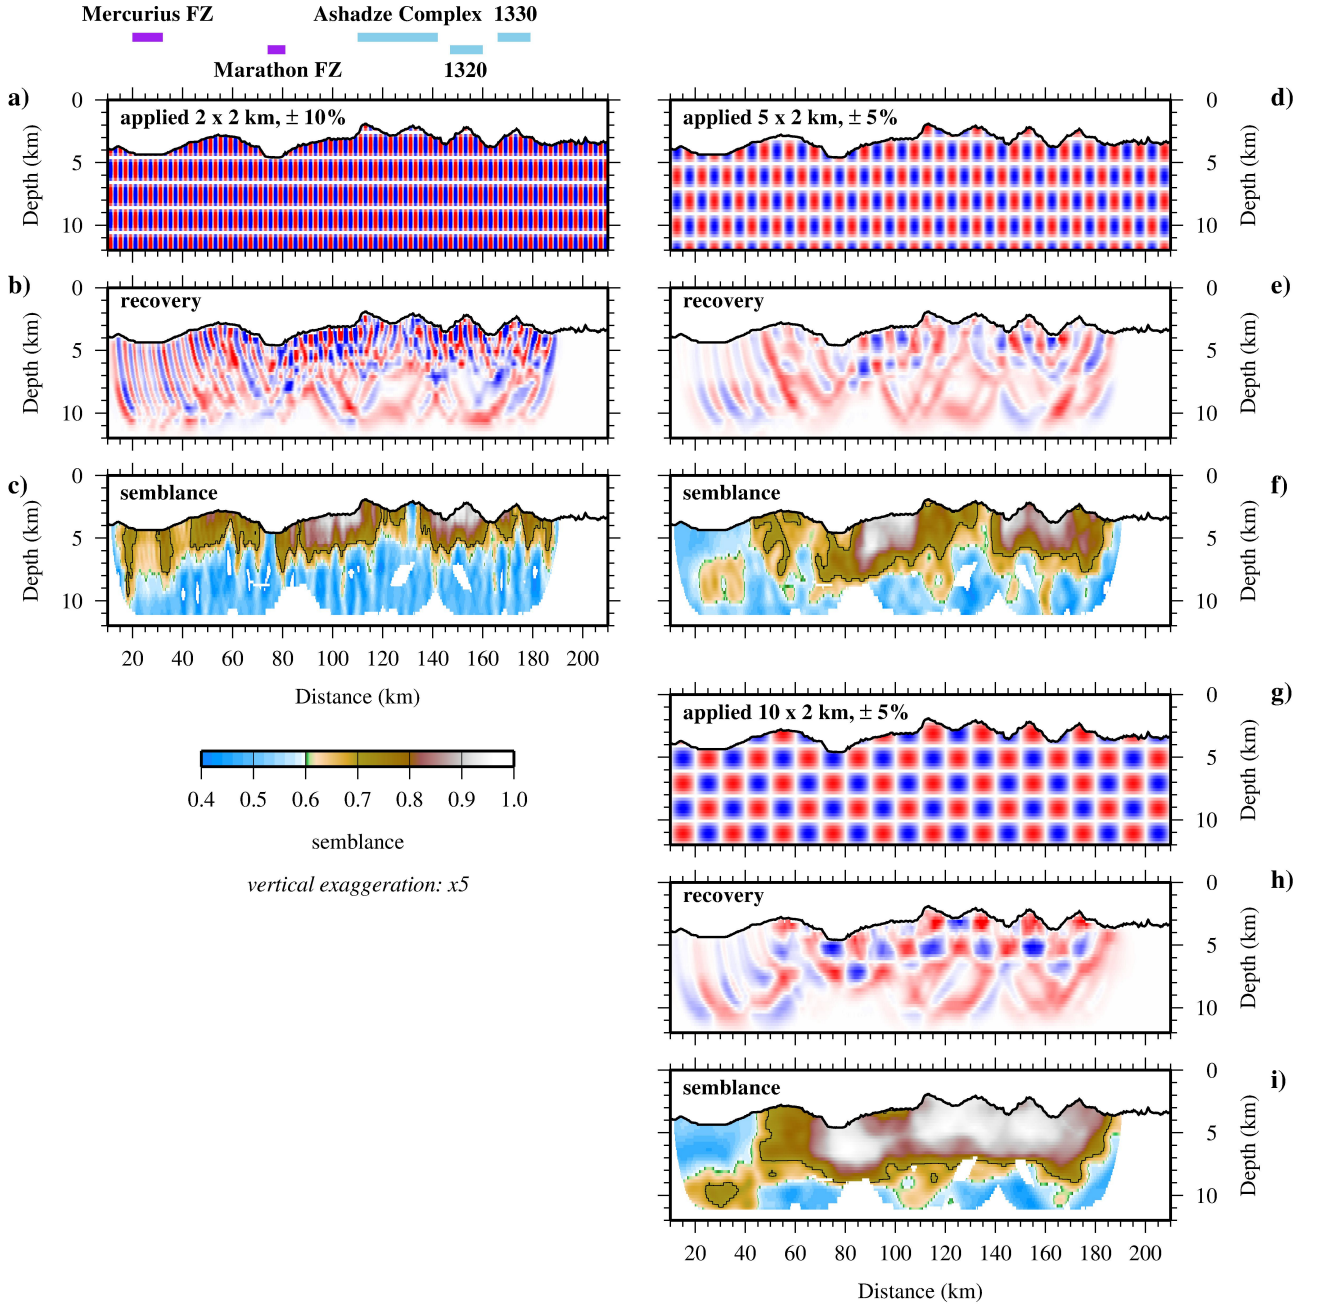 Mercurius FZ Ashadze Complex 1330
Marathon FZ 1320
a) applied 2 x 2 km, ± 10%
0
5
10
Depth (km)
d) applied 5 x 2 km, ± 5%
0
5
10
Depth (km)
b) recovery
0
5
10
Depth (km)
e) recovery
0
5
10
Depth (km)
c) semblance
0
5
10
Depth (km)
20 40 60 80 100 120 140 160 180 200
Distance (km)
f) semblance
0
5
10
Depth (km)
0.4 0.5 0.6 0.7 0.8 0.9 1.0
semblance
vertical exaggeration: x5
g) applied 10 x 2 km, ± 5%
0
5
10
Depth (km)
h) recovery
0
5
10
Depth (km)
i) semblance
0
5
10
Depth (km)
20 40 60 80 100 120 140 160 180 200
Distance (km)